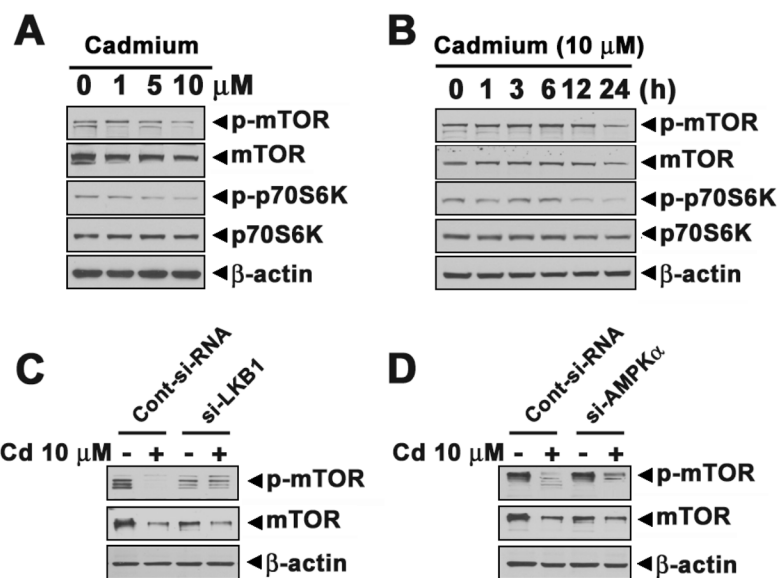 A
Cadmium
0 1 5 10 μM
◄p-mTOR
◄mTOR
◄p-p70S6K
◄p70S6K
◄β-actin
B
Cadmium (10 μM)
0 1 3 6 12 24 (h)
◄p-mTOR
◄mTOR
◄p-p70S6K
◄p70S6K
◄β-actin
C
Cont-si-RNA
si-LKB1
Cd 10 μM - + - +
◄p-mTOR
◄mTOR
◄β-actin
D
Cont-si-RNA
si-AMPKα
Cd 10 μM - + - +
◄p-mTOR
◄mTOR
◄β-actin